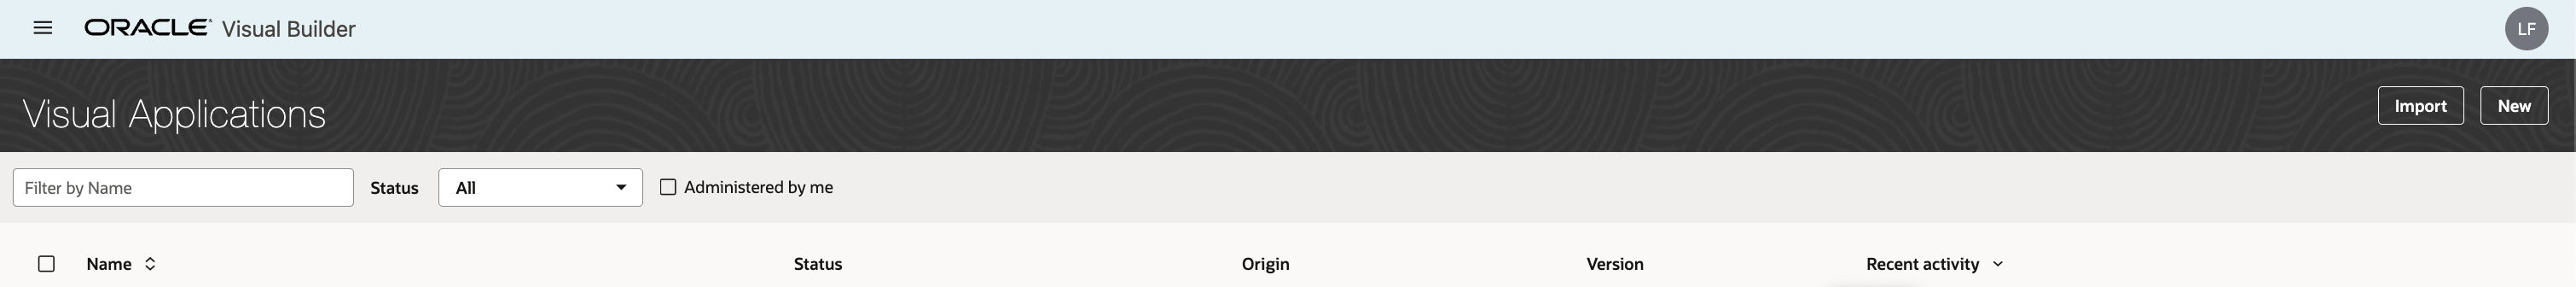 ORACLE Visual Builder
LF
Visual Applications
Import
New
Filter by Name
Status
All
Administered by me
Name
Status
Origin
Version
Recent activity